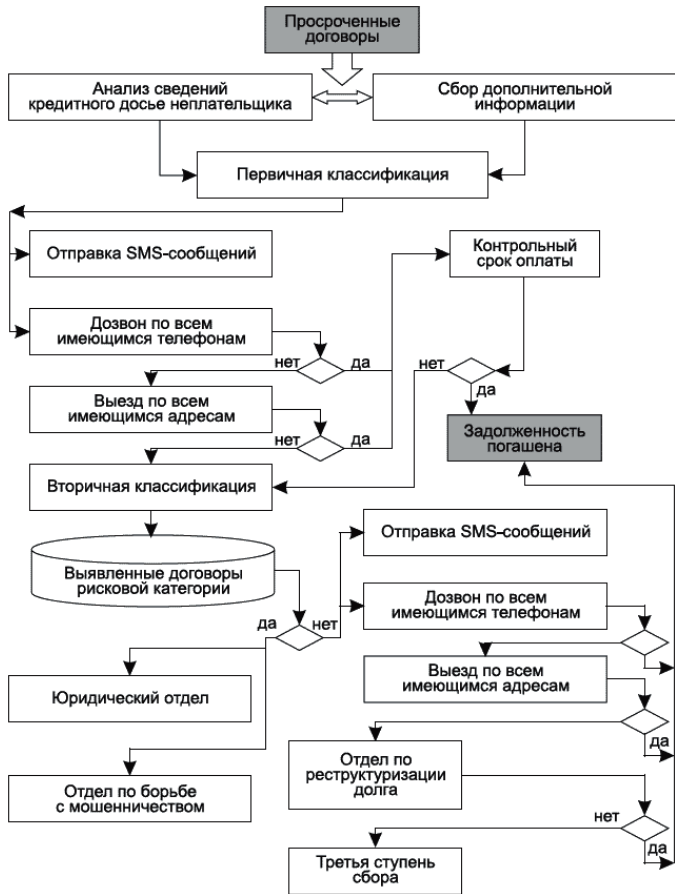 Просроченные
договоры
Анализ сведений
кредитного досье неплательщика
Сбор дополнительной
информации
Первичная классификация
Отправка SMS-сообщений
Контрольный
срок оплаты
Дозвон по всем
имеющимся телефонам
нет
да
нет
да
Выезд по всем
имеющимся адресам
нет
да
Задолженность
погашена
Вторичная классификация
Отправка SMS-сообщений
Выявленные договоры
рисковой категории
Дозвон по всем
имеющимся телефонам
да
нет
да
Выезд по всем
имеющимся адресам
Юридический отдел
да
Отдел по
реструктуризации
долга
Отдел по борьбе
с мошенничеством
нет
да
Третья ступень
сбора